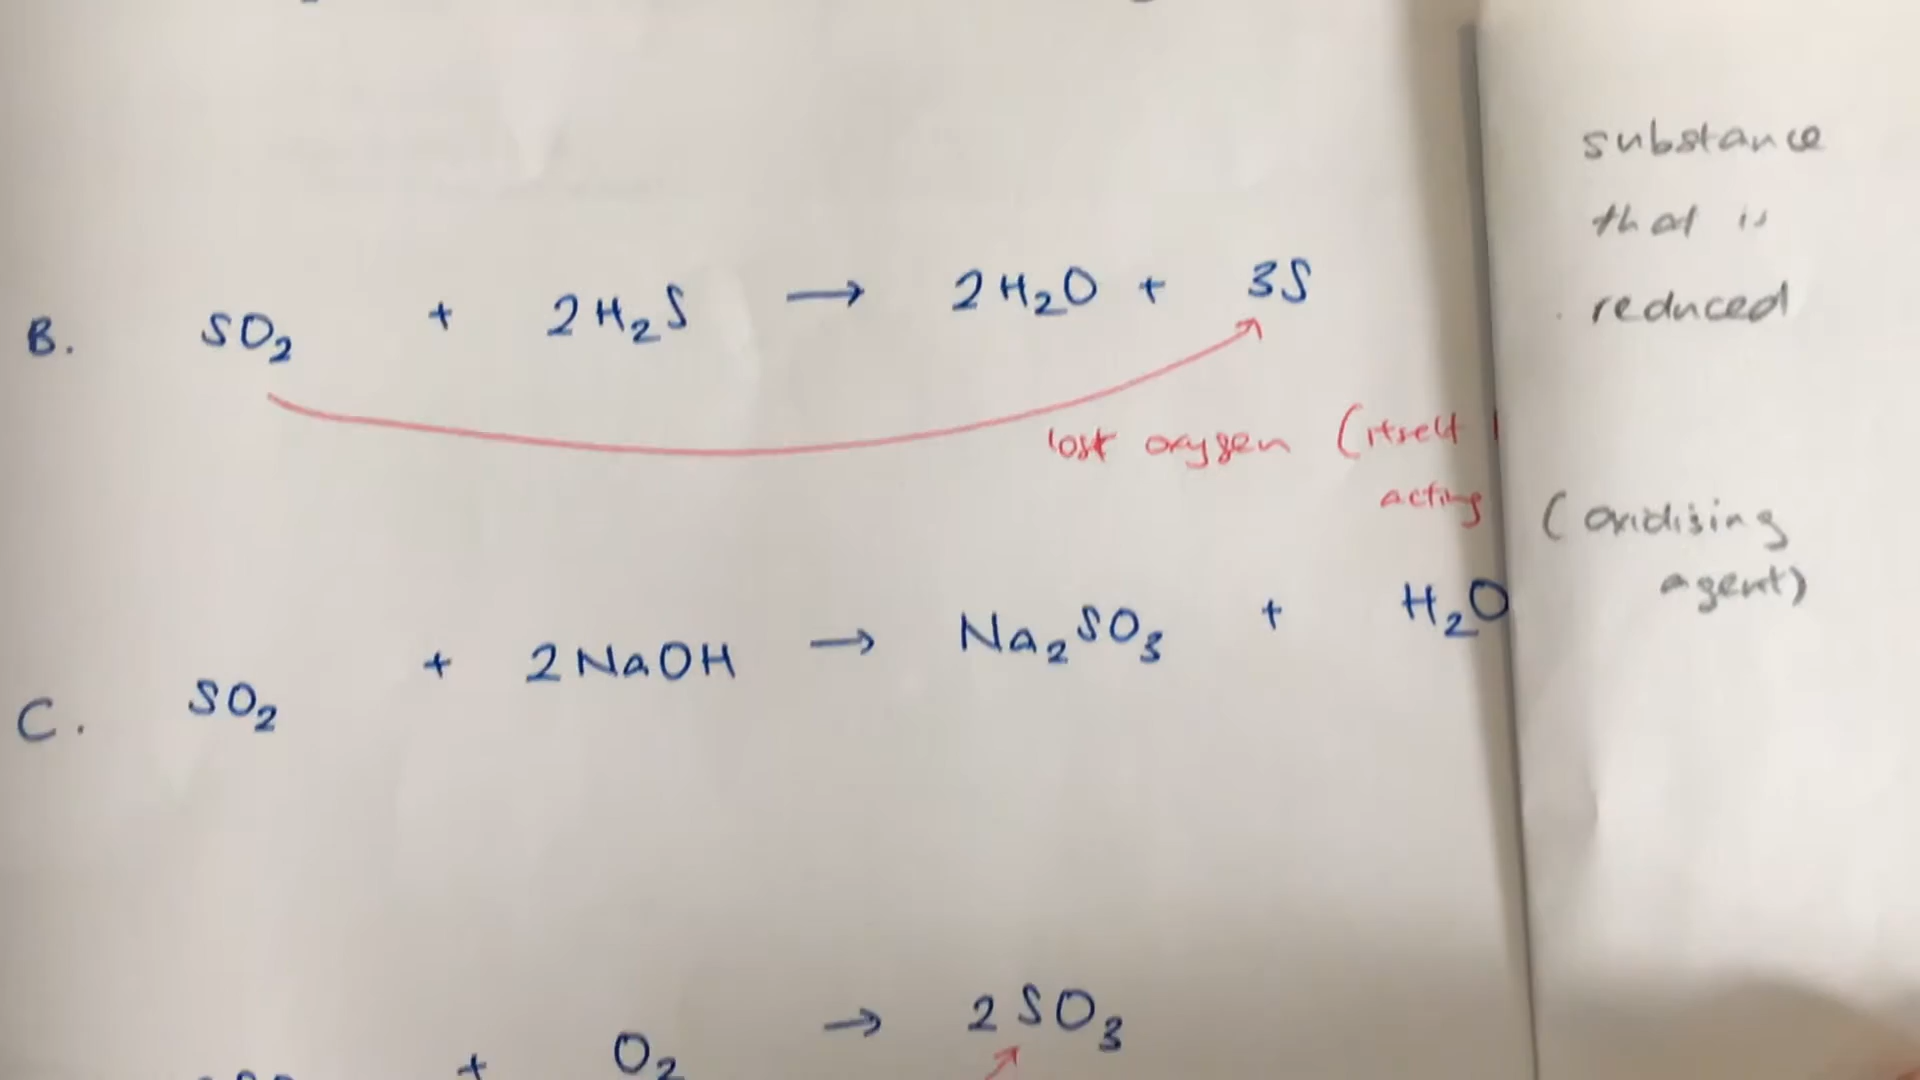 B. SO₂ + 2H₂S → 2H₂O + 3S
lost oxygen (itself
acting
C. SO₂ + 2NaOH → Na₂SO₃ + H₂O
+ O₂ → 2SO₃
substance
that is
reduced
(oxidising
agent)